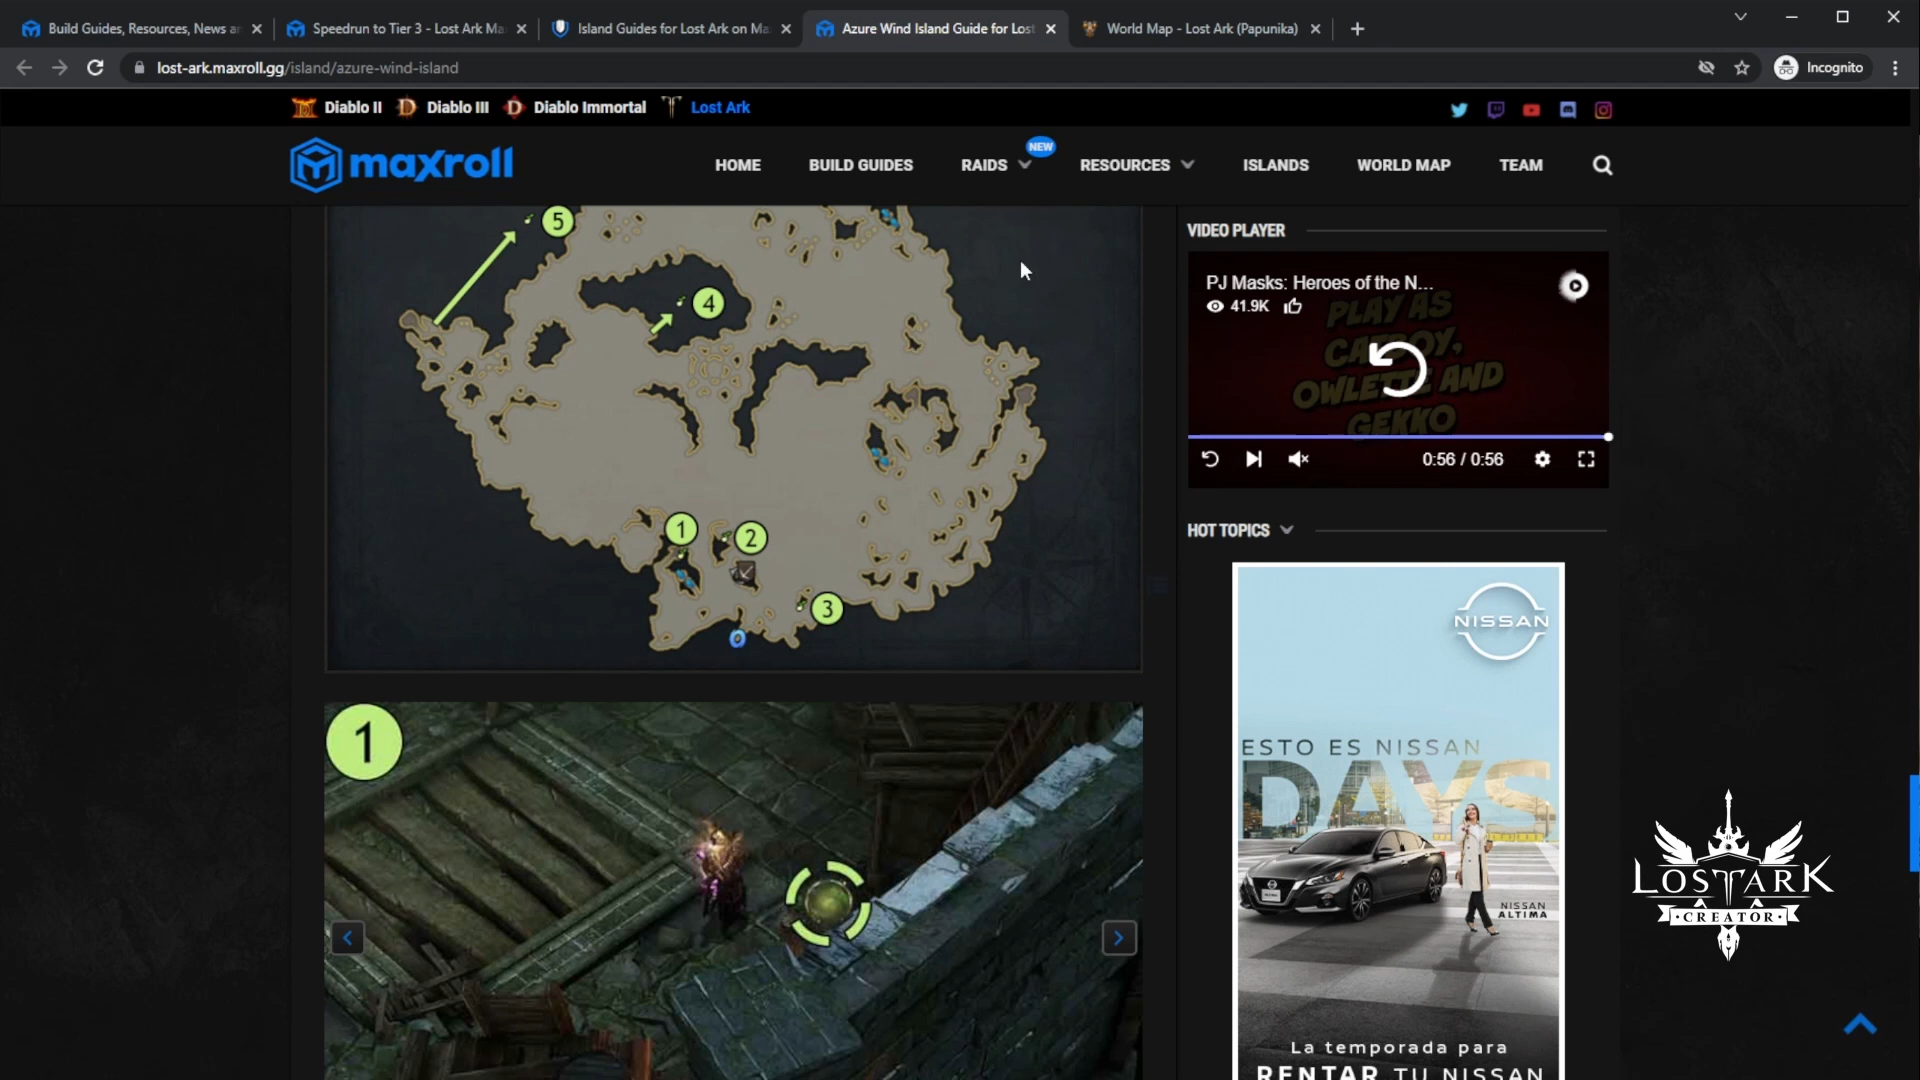 Build Guides, Resources, News ar
Speedrun to Tier 3 - Lost Ark Ma
Island Guides for Lost Ark on Ma
Azure Wind Island Guide for Lost
World Map - Lost Ark (Papunika)
lost-ark.maxroll.gg/island/azure-wind-island
Incognito
Diablo II
Diablo III
Diablo Immortal
Lost Ark
maxroll
HOME
BUILD GUIDES
RAIDS
NEW
RESOURCES
ISLANDS
WORLD MAP
TEAM
5
4
1
2
3
1
VIDEO PLAYER
PJ Masks: Heroes of the N...
41.9K
PLAY AS
CATBOY,
OWLETTE AND
GEKKO
0:56 / 0:56
HOT TOPICS
NISSAN
ESTO ES NISSAN
DAYS
NISSAN
ALTIMA
La temporada para
RENTAR TU NISSAN
LOST ARK
CREATOR